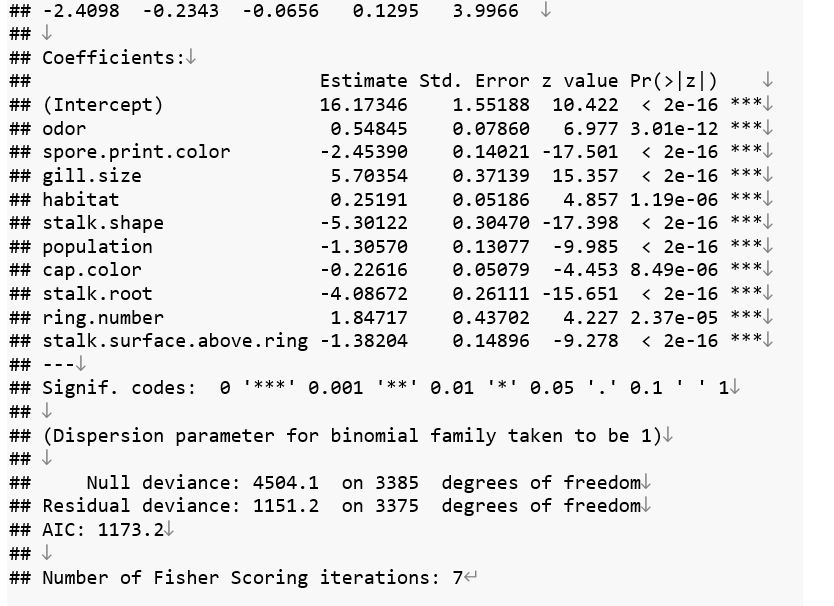 ## -2.4098  -0.2343  -0.0656   0.1295   3.9966  ↓
## ↓
## Coefficients:↓
##                          Estimate Std. Error z value Pr(>|z|)    ↓
## (Intercept)              16.17346    1.55188  10.422  < 2e-16 ***↓
## odor                      0.54845    0.07860   6.977 3.01e-12 ***↓
## spore.print.color        -2.45390    0.14021 -17.501  < 2e-16 ***↓
## gill.size                 5.70354    0.37139  15.357  < 2e-16 ***↓
## habitat                   0.25191    0.05186   4.857 1.19e-06 ***↓
## stalk.shape              -5.30122    0.30470 -17.398  < 2e-16 ***↓
## population               -1.30570    0.13077  -9.985  < 2e-16 ***↓
## cap.color                -0.22616    0.05079  -4.453 8.49e-06 ***↓
## stalk.root               -4.08672    0.26111 -15.651  < 2e-16 ***↓
## ring.number               1.84717    0.43702   4.227 2.37e-05 ***↓
## stalk.surface.above.ring -1.38204    0.14896  -9.278  < 2e-16 ***↓
## ---↓
## Signif. codes:  0 '***' 0.001 '**' 0.01 '*' 0.05 '.' 0.1 ' ' 1↓
## ↓
## (Dispersion parameter for binomial family taken to be 1)↓
## ↓
##     Null deviance: 4504.1  on 3385  degrees of freedom↓
## Residual deviance: 1151.2  on 3375  degrees of freedom↓
## AIC: 1173.2↓
## ↓
## Number of Fisher Scoring iterations: 7↵